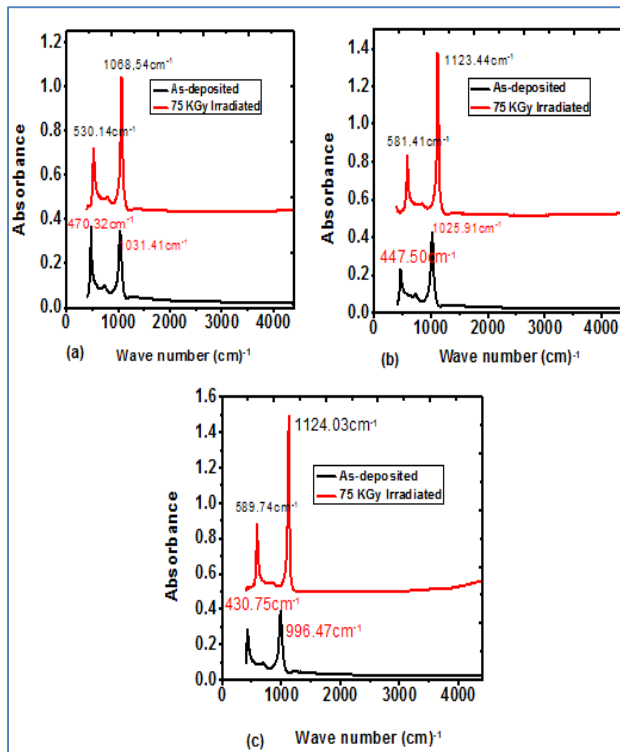 1.2
1068,54cm-1
1.0
As-deposited
75 KGy Irradiated
0.8
530.14cm-1
0.6
Absorbance
0.4
470.32cm-1
031.41cm-1
0.2
0.0
0 1000 2000 3000 4000
(a) Wave number (cm)-1
1.4
1123.44cm-1
1.2
As-deposited
75 KGy Irradiated
1.0
581.41cm-1
0.8
Absorbance
0.6
1025.91cm-1
0.4
447.50cm-1
0.2
0.0
0 1000 2000 3000 4000
Wave number (cm)-1
(b)
1.6
1124.03cm-1
1.4
1.2
As-deposited
75 KGy Irradiated
1.0
589.74cm-1
0.8
Absorbance
0.6
430.75cm-1
0.4
996.47cm-1
0.2
0.0
0 1000 2000 3000 4000
(c) Wave number (cm)-1